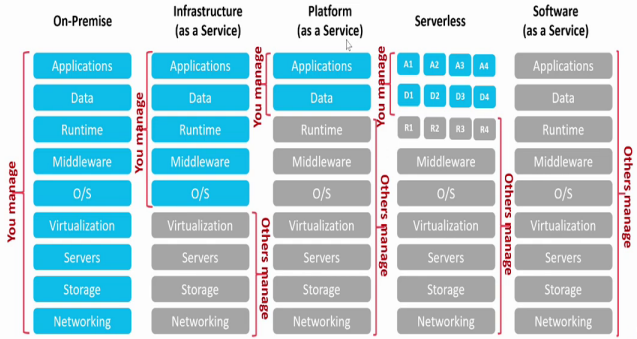 On-Premise
Applications
Data
Runtime
Middleware
O/S
Virtualization
Servers
Storage
Networking
You manage
Infrastructure
(as a Service)
Applications
Data
Runtime
Middleware
O/S
Virtualization
Servers
Storage
Networking
You manage
Others manage
Platform
(as a Service)
Applications
Data
Runtime
Middleware
O/S
Virtualization
Servers
Storage
Networking
You manage
Others manage
Serverless
A1 A2 A3 A4
D1 D2 D3 D4
R1 R2 R3 R4
Middleware
O/S
Virtualization
Servers
Storage
Networking
You manage
Others manage
Software
(as a Service)
Applications
Data
Runtime
Middleware
O/S
Virtualization
Servers
Storage
Networking
Others manage